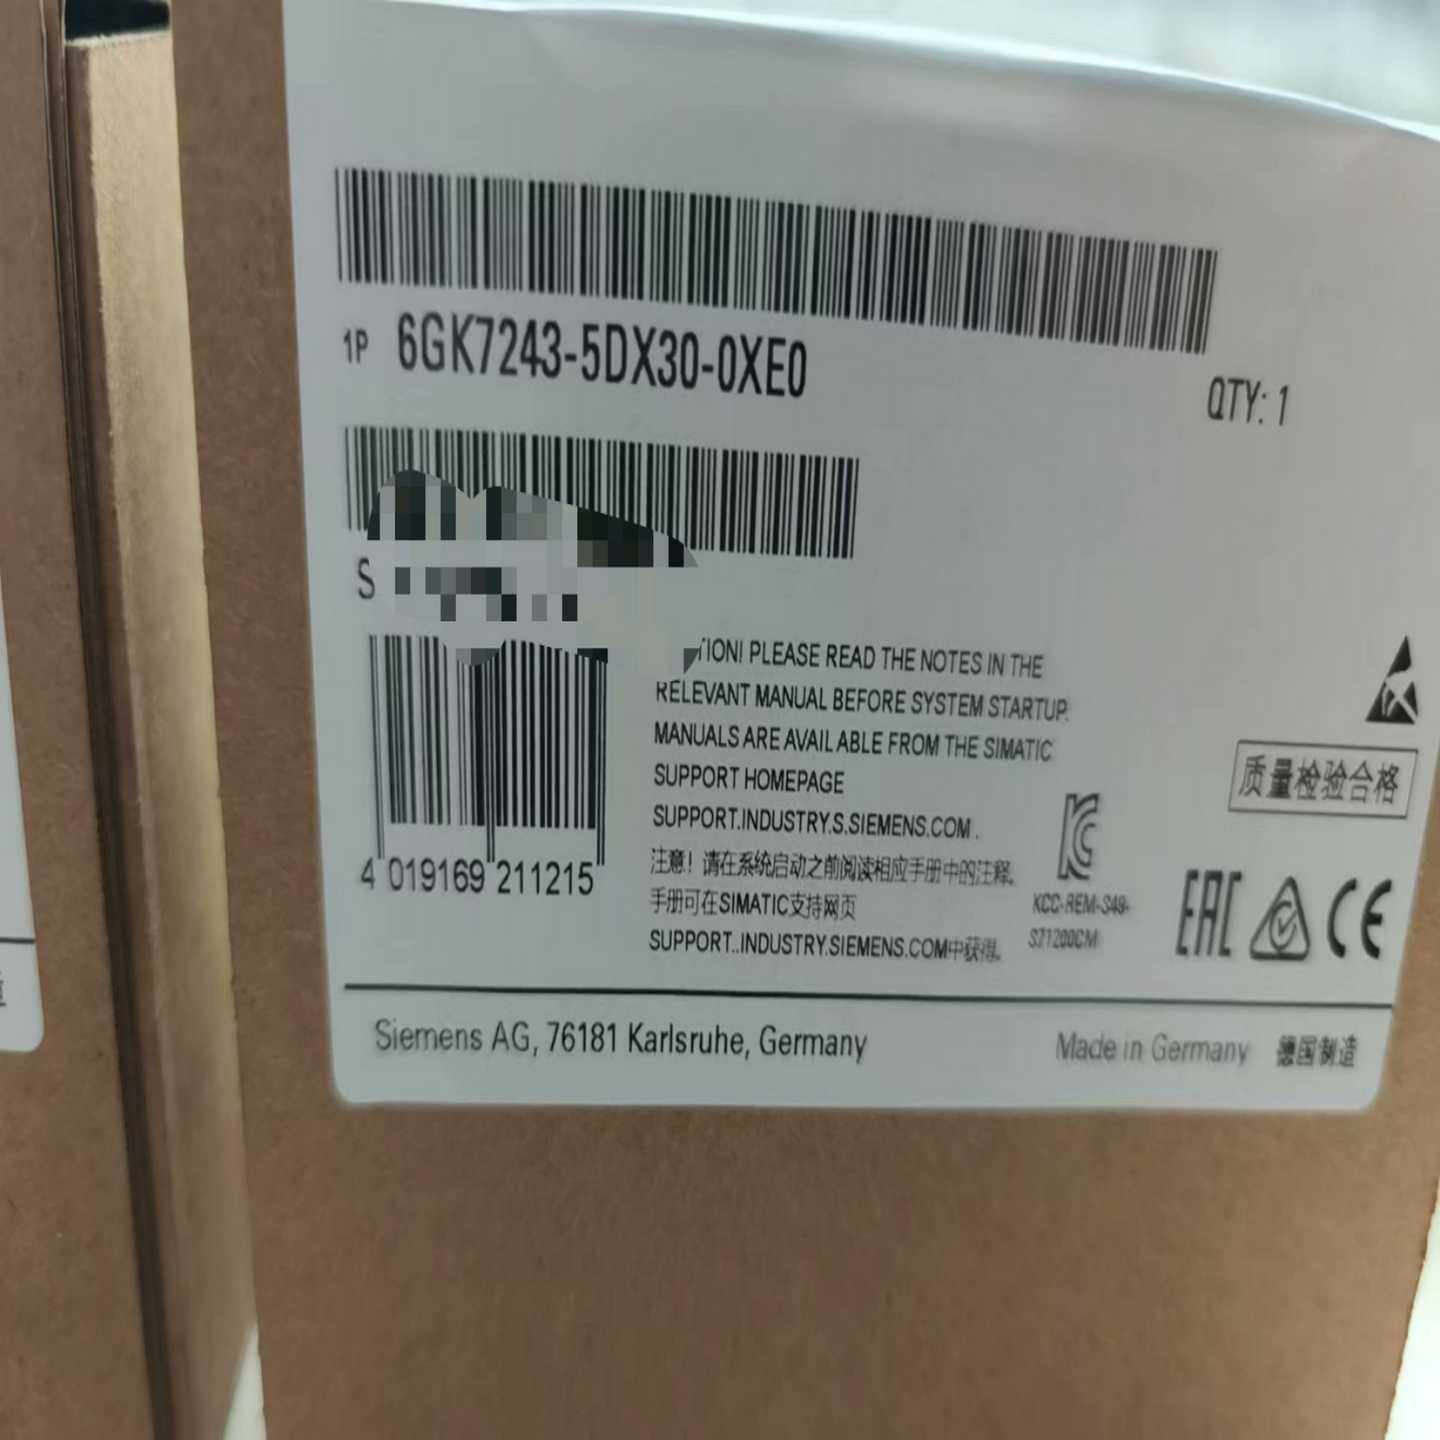 1P 6GK7243-5DX30-0XE0
QTY: 1
S
TION! PLEASE READ THE NOTES IN THE
RELEVANT MANUAL BEFORE SYSTEM STARTUP.
MANUALS ARE AVAILABLE FROM THE SIMATIC
SUPPORT HOMEPAGE
SUPPORT.INDUSTRY.S.SIEMENS.COM .
注意！请在系统启动之前阅读相应手册中的注释。
手册可在SIMATIC支持网页
SUPPORT..INDUSTRY.SIEMENS.COM中获得。
4 019169 211215
质量检验合格
KCC-REM-S49-
S71200CM
EAC
CE
Siemens AG, 76181 Karlsruhe, Germany
Made in Germany 德国制造